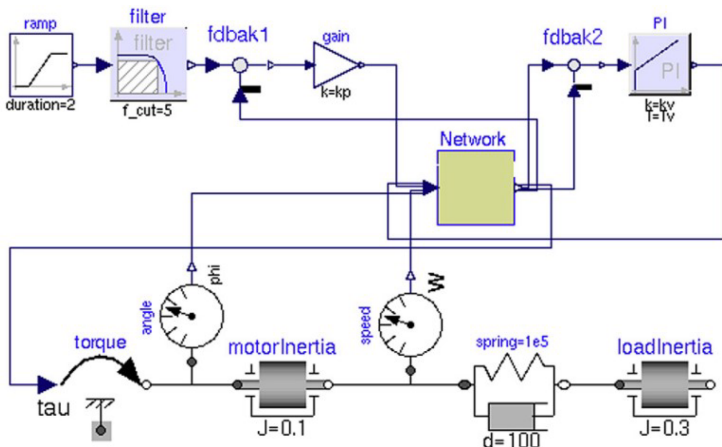 ramp
filter
fdbak1
gain
fdbak2
PI
filter
PI
duration=2
f_cut=5
k=kp
k=kv
T=Tv
Network
phi
w
angle
speed
torque
motorInertia
spring=1e5
loadInertia
tau
J=0.1
d=100
J=0.3